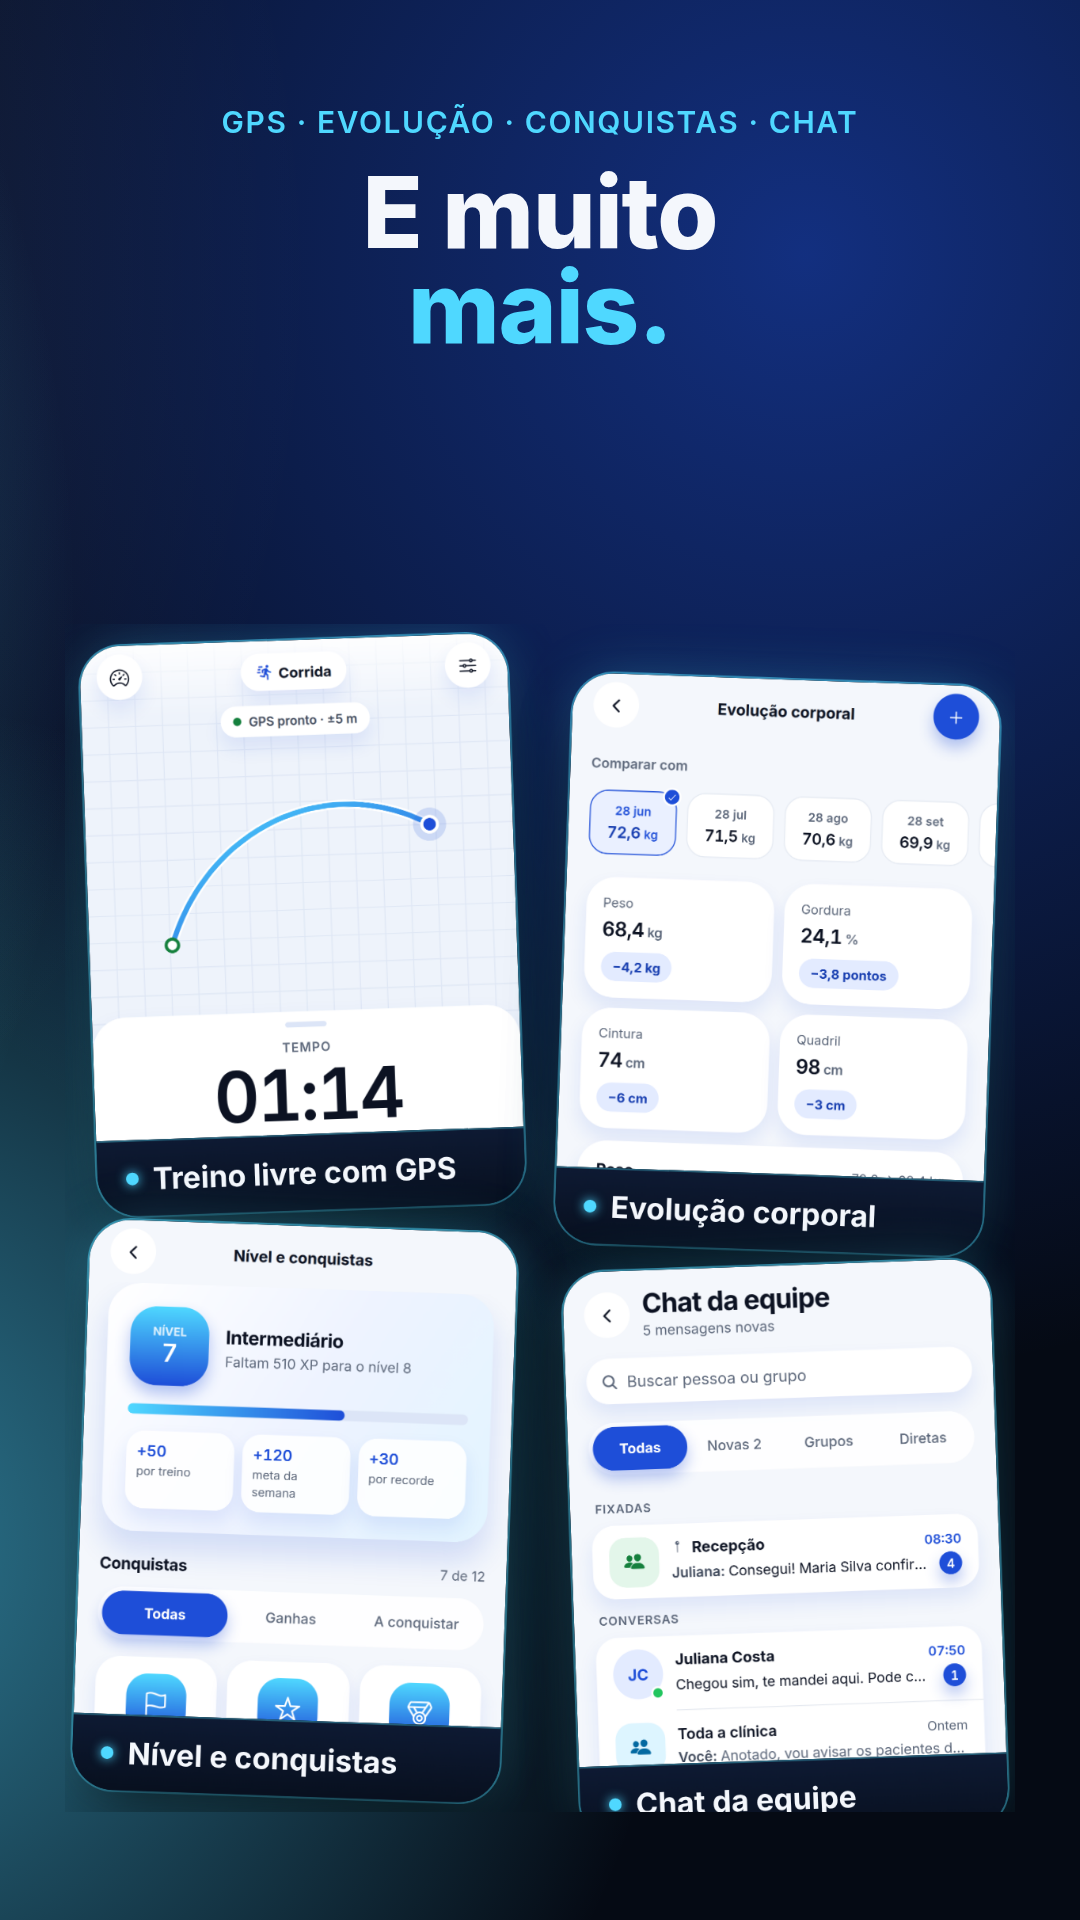 GPS · EVOLUÇÃO · CONQUISTAS · CHAT
E muito
mais.
Corrida
GPS pronto · ±5 m
TEMPO
01:14
Treino livre com GPS
Evolução corporal
Comparar com
28 jun
72,6 kg
28 jul
71,5 kg
28 ago
70,6 kg
28 set
69,9 kg
Peso
68,4 kg
−4,2 kg
Gordura
24,1 %
−3,8 pontos
Cintura
74 cm
−6 cm
Quadril
98 cm
−3 cm
Evolução corporal
Nível e conquistas
NÍVEL
7
Intermediário
Faltam 510 XP para o nível 8
+50
por treino
+120
meta da
semana
+30
por recorde
Conquistas
7 de 12
Todas
Ganhas
A conquistar
Nível e conquistas
Chat da equipe
5 mensagens novas
Buscar pessoa ou grupo
Todas
Novas 2
Grupos
Diretas
FIXADAS
Recepção
08:30
Juliana: Consegui! Maria Silva confir...
4
CONVERSAS
JC
Juliana Costa
07:50
Chegou sim, te mandei aqui. Pode c...
1
Toda a clínica
Ontem
Você: Anotado, vou avisar os pacientes d...
Chat da equipe